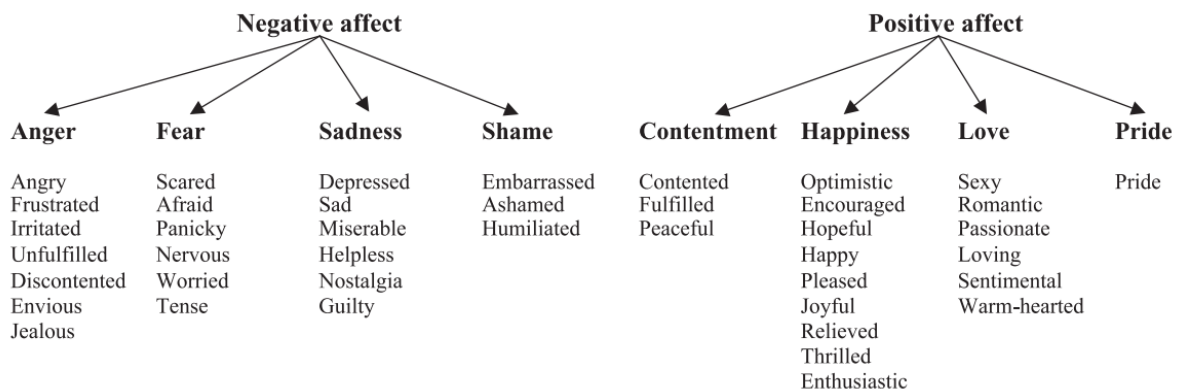 Negative affect
Positive affect
Anger Fear Sadness Shame Contentment Happiness Love Pride
Angry Scared Depressed Embarrassed Contented Optimistic Sexy Pride
Frustrated Afraid Sad Ashamed Fulfilled Encouraged Romantic
Irritated Panicky Miserable Humiliated Peaceful Hopeful Passionate
Unfulfilled Nervous Helpless Happy Loving
Discontented Worried Nostalgia Pleased Sentimental
Envious Tense Guilty Joyful Warm-hearted
Jealous Relieved
Thrilled
Enthusiastic